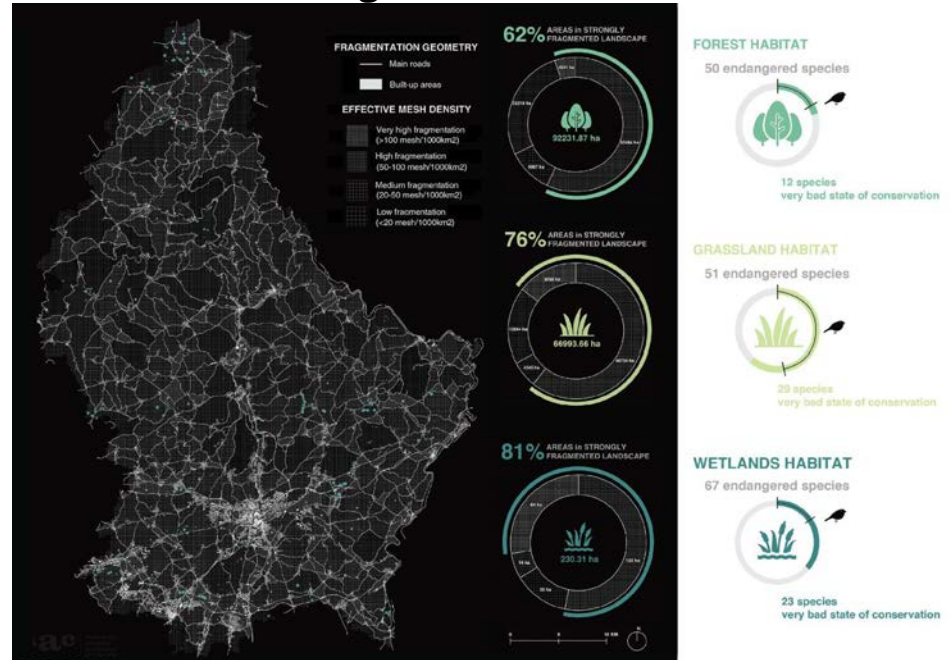 FRAGMENTATION GEOMETRY
Main roads
Built-up areas
EFFECTIVE MESH DENSITY
Very high fragmentation
(>100 mesh/1000km2)
High fragmentation
(50-100 mesh/1000km2)
Medium fragmentation
(20-50 mesh/1000km2)
Low fragmentation
(<20 mesh/1000km2)
62% AREAS in STRONGLY
FRAGMENTED LANDSCAPE
92231.87 ha
76% AREAS in STRONGLY
FRAGMENTED LANDSCAPE
66993.66 ha
81% AREAS in STRONGLY
FRAGMENTED LANDSCAPE
230.31 ha
FOREST HABITAT
50 endangered species
12 species
very bad state of conservation
GRASSLAND HABITAT
51 endangered species
29 species
very bad state of conservation
WETLANDS HABITAT
67 endangered species
23 species
very bad state of conservation